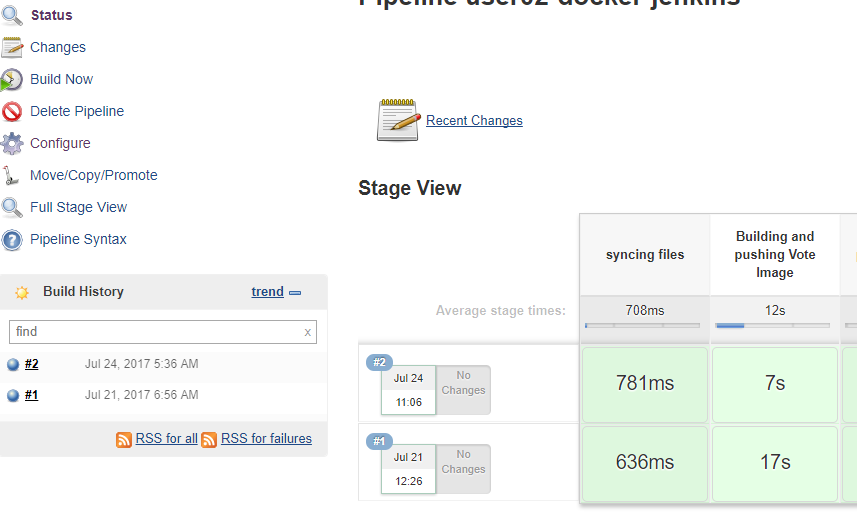 Pipeline user02-docker-jenkins
Status
Changes
Build Now
Delete Pipeline
Configure
Move/Copy/Promote
Full Stage View
Pipeline Syntax
Build History
trend
find
x
#2
Jul 24, 2017 5:36 AM
#1
Jul 21, 2017 6:56 AM
RSS for all
RSS for failures
Recent Changes
Stage View
syncing files
Building and
pushing Vote
Image
Average stage times:
708ms
12s
#2
Jul 24
11:06
No
Changes
781ms
7s
#1
Jul 21
12:26
No
Changes
636ms
17s